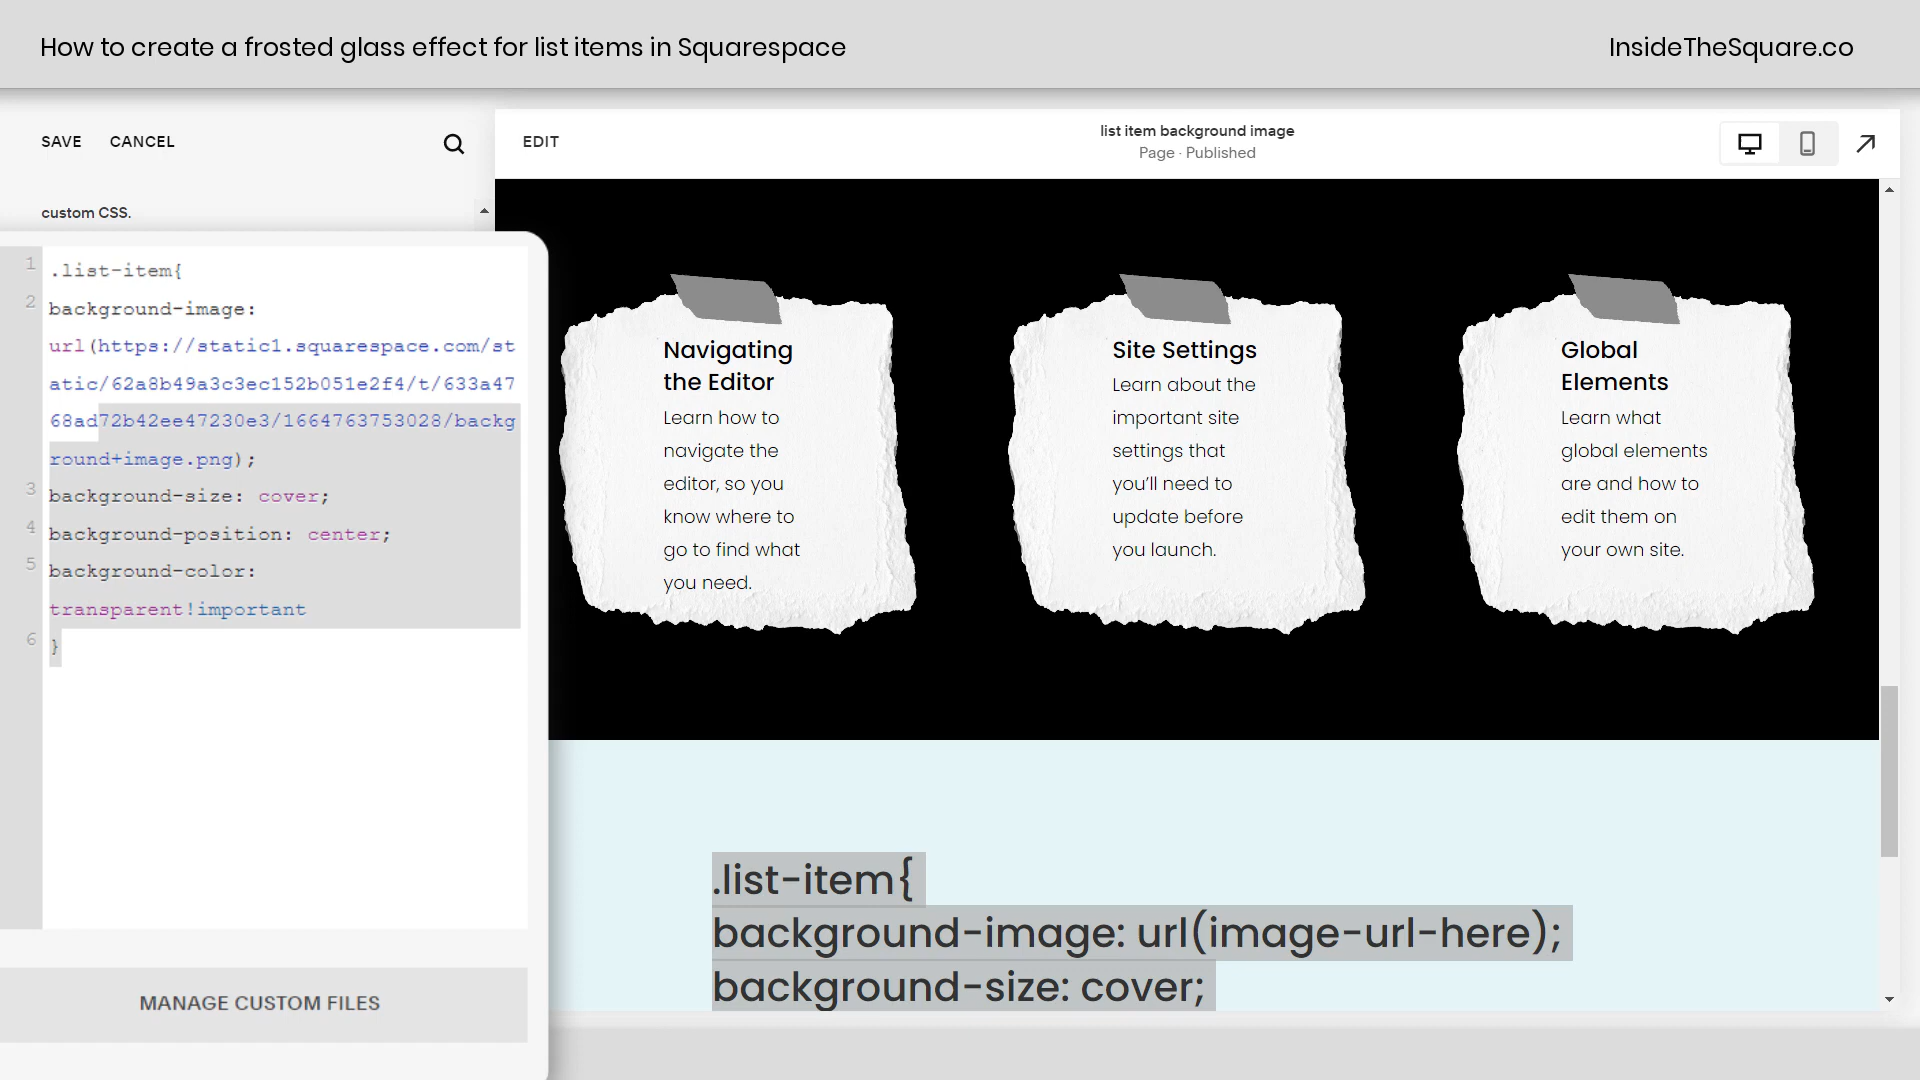 How to create a frosted glass effect for list items in Squarespace
InsideTheSquare.co
SAVE CANCEL
EDIT
list item background image
Page · Published
custom CSS.
1 .list-item{
2 background-image:
url(https://static1.squarespace.com/st
atic/62a8b49a3c3ec152b051e2f4/t/633a47
68ad72b42ee47230e3/1664763753028/backg
round+image.png);
3 background-size: cover;
4 background-position: center;
5 background-color:
transparent!important
6 }
MANAGE CUSTOM FILES
Navigating
the Editor
Learn how to
navigate the
editor, so you
know where to
go to find what
you need.
Site Settings
Learn about the
important site
settings that
you’ll need to
update before
you launch.
Global
Elements
Learn what
global elements
are and how to
edit them on
your own site.
.list-item{
background-image: url(image-url-here);
background-size: cover;